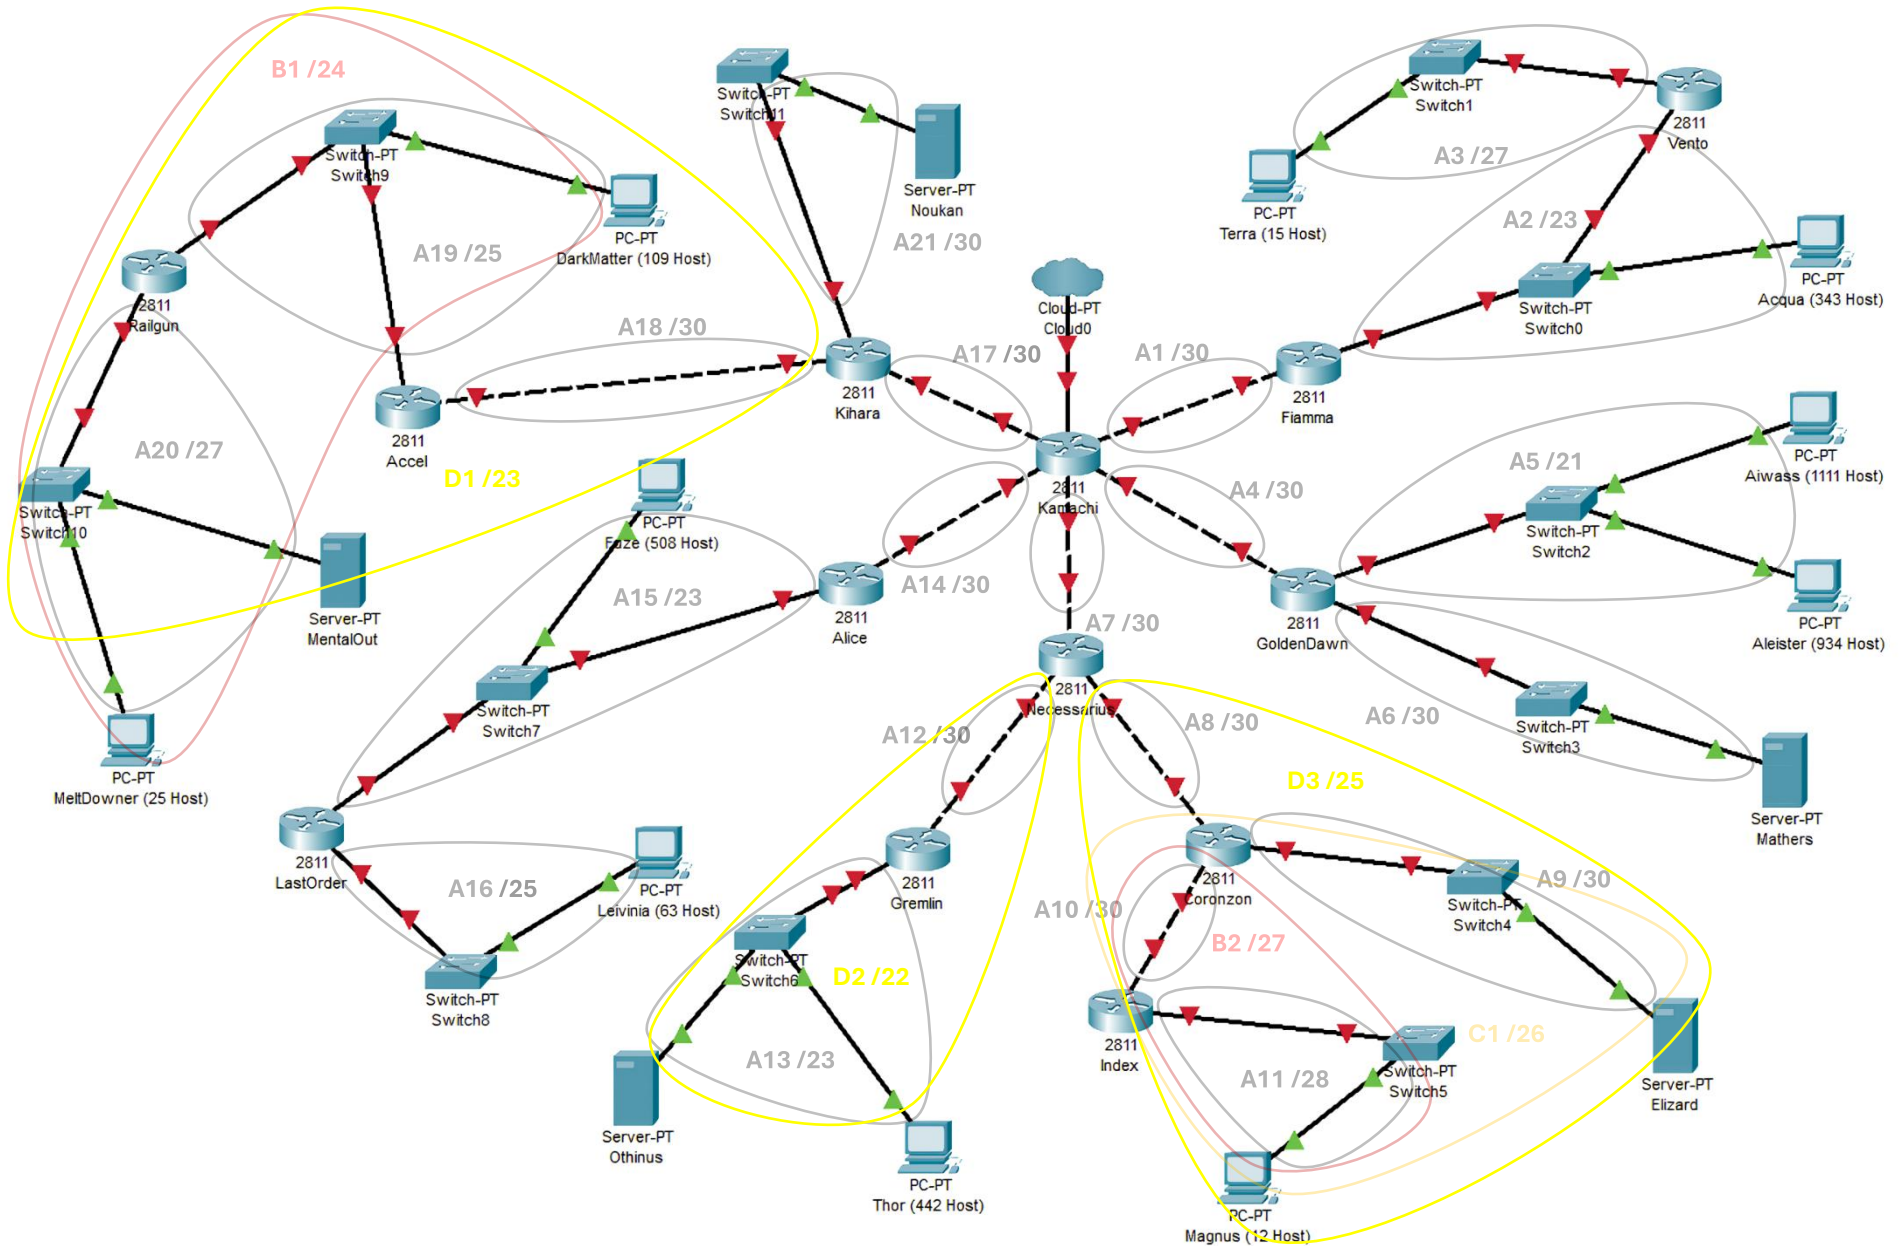 B1 /24
Switch-PT
Switch9
PC-PT
DarkMatter (109 Host)
A19 /25
2811
Railgun
A20 /27
Switch-PT
Switch10
Server-PT
MentalOut
PC-PT
MeltDowner (25 Host)
2811
Accel
D1 /23
A18 /30
Switch-PT
Switch11
Server-PT
Noukan
A21 /30
2811
Kihara
A17 /30
Cloud-PT
Cloud0
A1 /30
2811
Kamachi
2811
Fiamma
Switch-PT
Switch1
2811
Vento
A3 /27
PC-PT
Terra (15 Host)
A2 /23
Switch-PT
Switch0
PC-PT
Acqua (343 Host)
A4 /30
A5 /21
Switch-PT
Switch2
PC-PT
Aiwass (1111 Host)
PC-PT
Aleister (934 Host)
2811
GoldenDawn
A6 /30
Switch-PT
Switch3
Server-PT
Mathers
PC-PT
Fuze (508 Host)
A14 /30
A15 /23
2811
Alice
Switch-PT
Switch7
2811
LastOrder
A16 /25
PC-PT
Leivinia (63 Host)
Switch-PT
Switch8
A7 /30
2811
Necessarius
A12 /30
A8 /30
D3 /25
2811
Gremlin
Switch-PT
Switch6
D2 /22
A13 /23
Server-PT
Othinus
PC-PT
Thor (442 Host)
2811
Coronzon
A10 /30
B2 /27
Switch-PT
Switch4
A9 /30
2811
Index
Switch-PT
Switch5
C1 /26
A11 /28
Server-PT
Elizard
PC-PT
Magnus (12 Host)